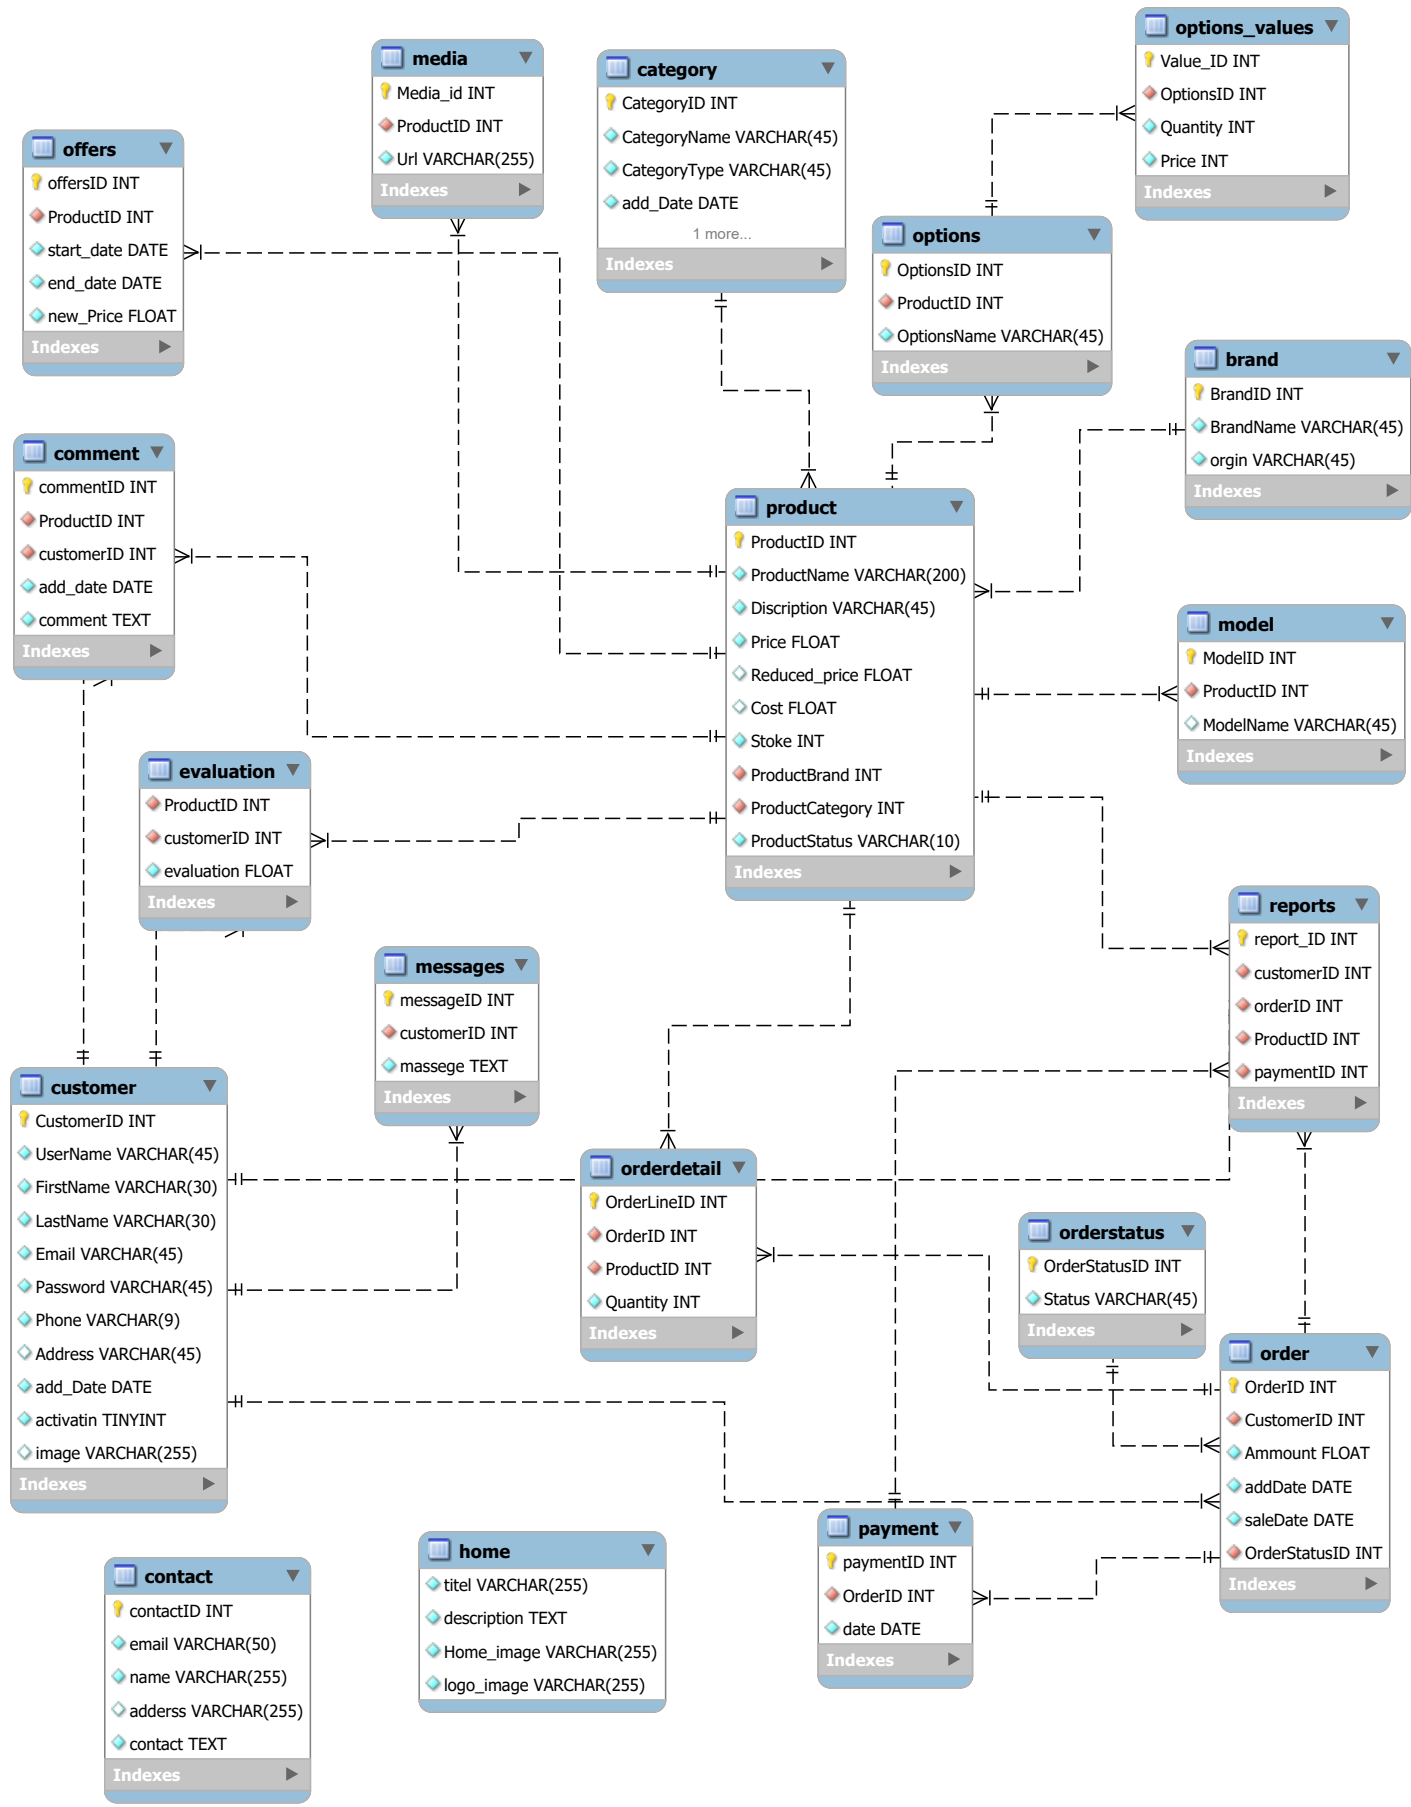 options_values
Value_ID INT
OptionsID INT
Quantity INT
Price INT
Indexes
media
Media_id INT
ProductID INT
Url VARCHAR(255)
Indexes
category
CategoryID INT
CategoryName VARCHAR(45)
CategoryType VARCHAR(45)
add_Date DATE
1 more...
Indexes
offers
offersID INT
ProductID INT
start_date DATE
end_date DATE
new_Price FLOAT
Indexes
options
OptionsID INT
ProductID INT
OptionsName VARCHAR(45)
Indexes
brand
BrandID INT
BrandName VARCHAR(45)
orgin VARCHAR(45)
Indexes
comment
commentID INT
ProductID INT
customerID INT
add_date DATE
comment TEXT
Indexes
product
ProductID INT
ProductName VARCHAR(200)
Discription VARCHAR(45)
Price FLOAT
Reduced_price FLOAT
Cost FLOAT
Stoke INT
ProductBrand INT
ProductCategory INT
ProductStatus VARCHAR(10)
Indexes
model
ModelID INT
ProductID INT
ModelName VARCHAR(45)
Indexes
evaluation
ProductID INT
customerID INT
evaluation FLOAT
Indexes
reports
report_ID INT
customerID INT
orderID INT
ProductID INT
paymentID INT
Indexes
messages
messageID INT
customerID INT
massege TEXT
Indexes
customer
CustomerID INT
UserName VARCHAR(45)
FirstName VARCHAR(30)
LastName VARCHAR(30)
Email VARCHAR(45)
Password VARCHAR(45)
Phone VARCHAR(9)
Address VARCHAR(45)
add_Date DATE
activatin TINYINT
image VARCHAR(255)
Indexes
orderdetail
OrderLineID INT
OrderID INT
ProductID INT
Quantity INT
Indexes
orderstatus
OrderStatusID INT
Status VARCHAR(45)
Indexes
order
OrderID INT
CustomerID INT
Ammount FLOAT
addDate DATE
saleDate DATE
OrderStatusID INT
Indexes
payment
paymentID INT
OrderID INT
date DATE
Indexes
home
titel VARCHAR(255)
description TEXT
Home_image VARCHAR(255)
logo_image VARCHAR(255)
contact
contactID INT
email VARCHAR(50)
name VARCHAR(255)
adderss VARCHAR(255)
contact TEXT
Indexes